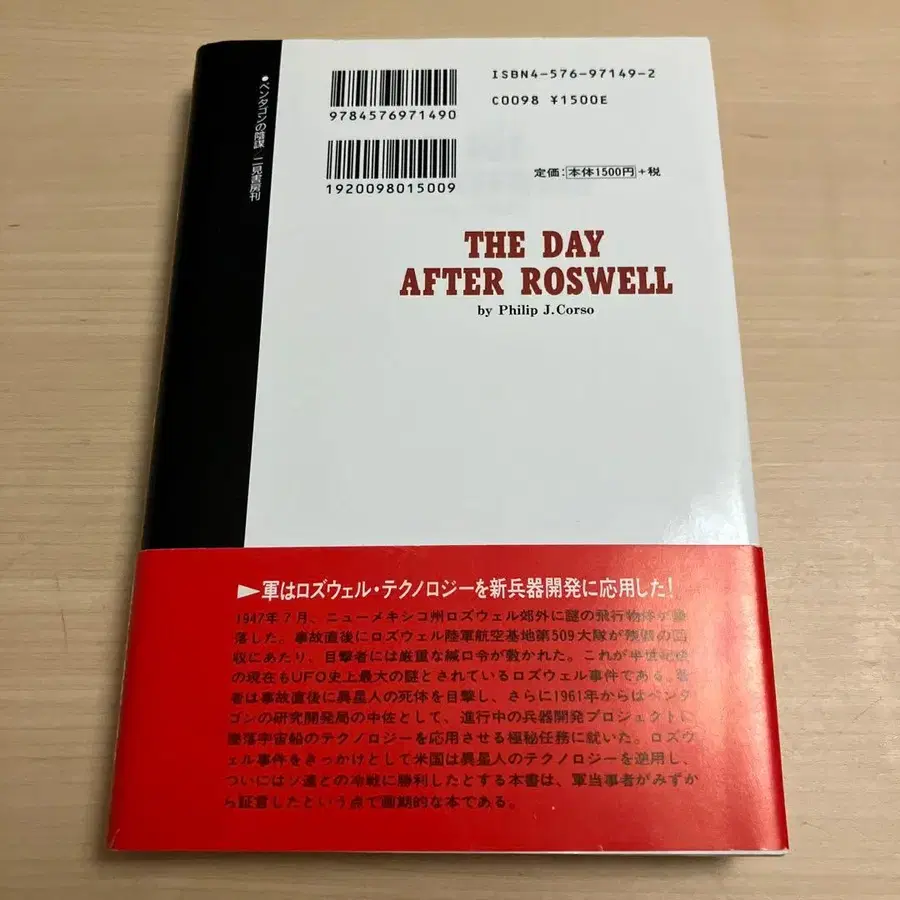 ●ペンタゴンの陰謀/二見書房刊
ISBN4-576-97149-2
C0098 ¥1500E
9784576971490
1920098015009
定価:本体1500円+税
THE DAY
AFTER ROSWELL
by Philip J.Corso
►軍はロズウェル・テクノロジーを新兵器開発に応用した!
1947年7月、ニューメキシコ州ロズウェル郊外に謎の飛行物体が墜
落した。事故直後にロズウェル陸軍航空基地第509大隊が残骸の回
収にあたり、目撃者には厳重な緘口令が敷かれた。これが半世紀後
の現在もUFO史上最大の謎とされているロズウェル事件である。著
者は事故直後に異星人の死体を目撃し、さらに1961年からはペンタ
ゴンの研究開発局の中佐として、進行中の兵器開発プロジェクトに
墜落宇宙船のテクノロジーを応用させる極秘任務に就いた。ロズウ
ェル事件をきっかけとして米国は異星人のテクノロジーを逆用し、
ついにはソ連との冷戦に勝利したとする本書は、軍当事者がみずか
ら証言したという点で画期的な本である。